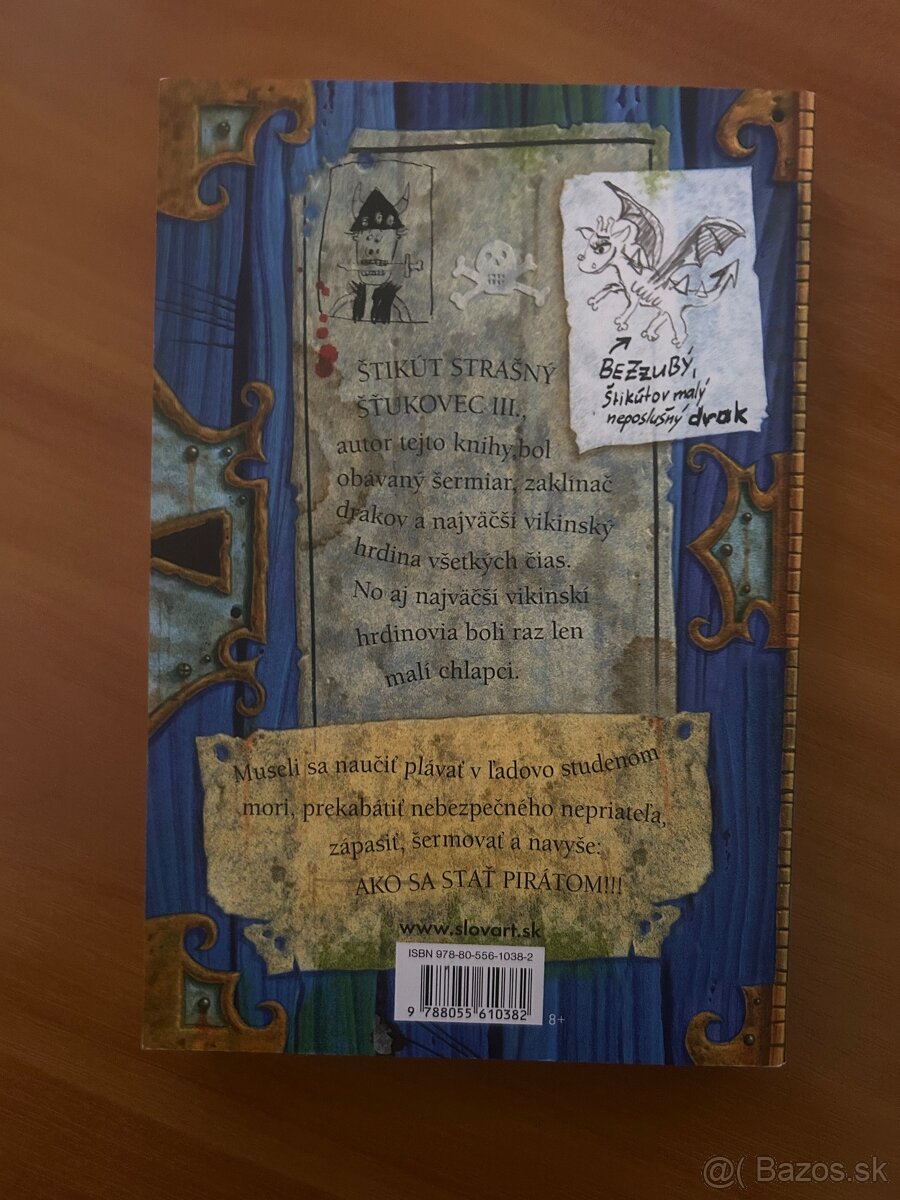 ŠTIKÚT STRAŠNÝ
ŠŤUKOVEC III.,
autor tejto knihy, bol
obávaný šermiar, zaklínač
drakov a najväčší vikinský
hrdina všetkých čias.
No aj najväčší vikinskí
hrdinovia boli raz len
malí chlapci.
BEZZUBÝ,
štikútov malý
neposlušný drak
Museli sa naučiť plávať v ľadovo studenom
mori, prekabátiť nebezpečného nepriateľa,
zápasiť, šermovať a navyše:
AKO SA STAŤ PIRÁTOM!!!
www.slovart.sk
ISBN 978-80-556-1038-2
9 788055 610382
8+
@( Bazos.sk